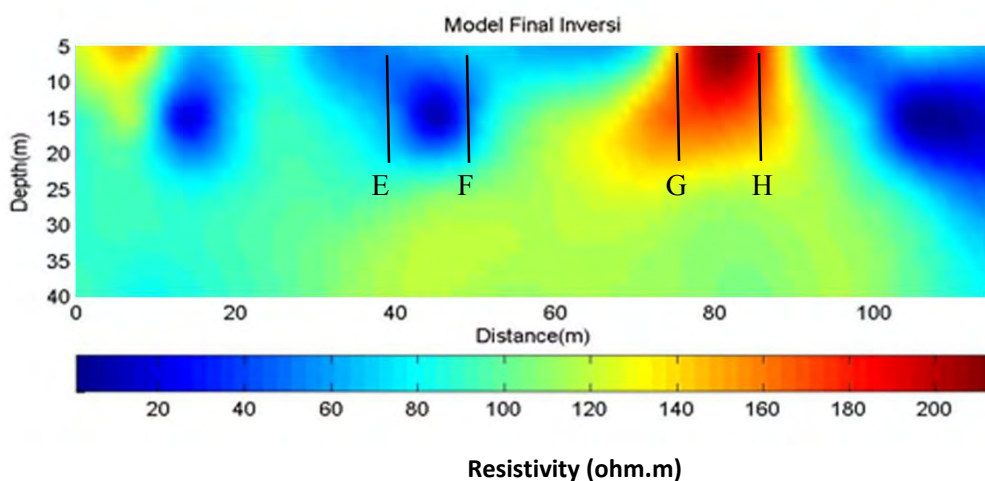 Model Final Inversi
5
10
15
20
25
30
35
40
Depth(m)
E F G H
0 20 40 60 80 100
Distance(m)
20 40 60 80 100 120 140 160 180 200
Resistivity (ohm.m)